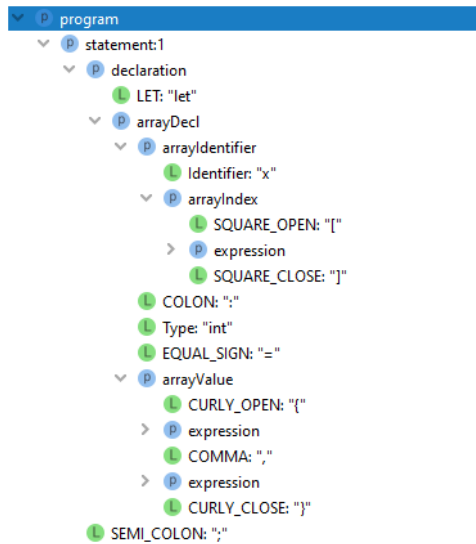 P program
P statement:1
P declaration
L LET: "let"
P arrayDecl
P arrayIdentifier
L Identifier: "x"
P arrayIndex
L SQUARE_OPEN: "["
P expression
L SQUARE_CLOSE: "]"
L COLON: ":"
L Type: "int"
L EQUAL_SIGN: "="
P arrayValue
L CURLY_OPEN: "{"
P expression
L COMMA: ","
P expression
L CURLY_CLOSE: "}"
L SEMI_COLON: ";"